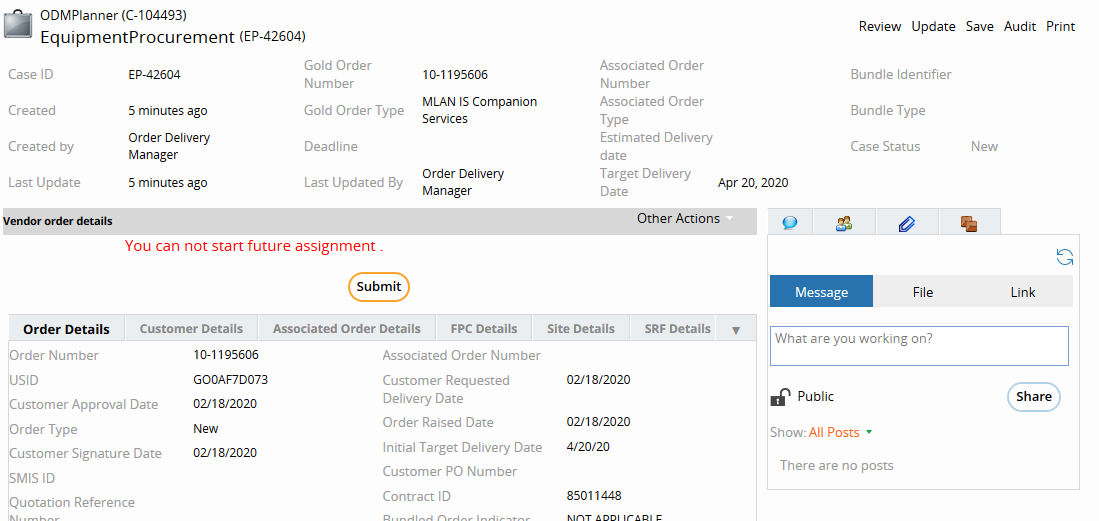 ODMPlanner (C-104493)
EquipmentProcurement (EP-42604)
Review Update Save Audit Print
Case ID EP-42604 Gold Order Number 10-1195606 Associated Order Number Bundle Identifier
Created 5 minutes ago Gold Order Type MLAN IS Companion Services Associated Order Type Bundle Type
Created by Order Delivery Manager Deadline Estimated Delivery date Case Status New
Last Update 5 minutes ago Last Updated By Order Delivery Manager Target Delivery Date Apr 20, 2020
Vendor order details Other Actions
You can not start future assignment .
Submit
Order Details Customer Details Associated Order Details FPC Details Site Details SRF Details
Order Number 10-1195606
USID GO0AF7D073
Customer Approval Date 02/18/2020
Order Type New
Customer Signature Date 02/18/2020
SMIS ID
Quotation Reference
Number
Associated Order Number
Customer Requested
Delivery Date 02/18/2020
Order Raised Date 02/18/2020
Initial Target Delivery Date 4/20/20
Customer PO Number
Contract ID 85011448
Bundled Order Indicator NOT APPLICABLE
Message File Link
What are you working on?
Public Share
Show: All Posts
There are no posts